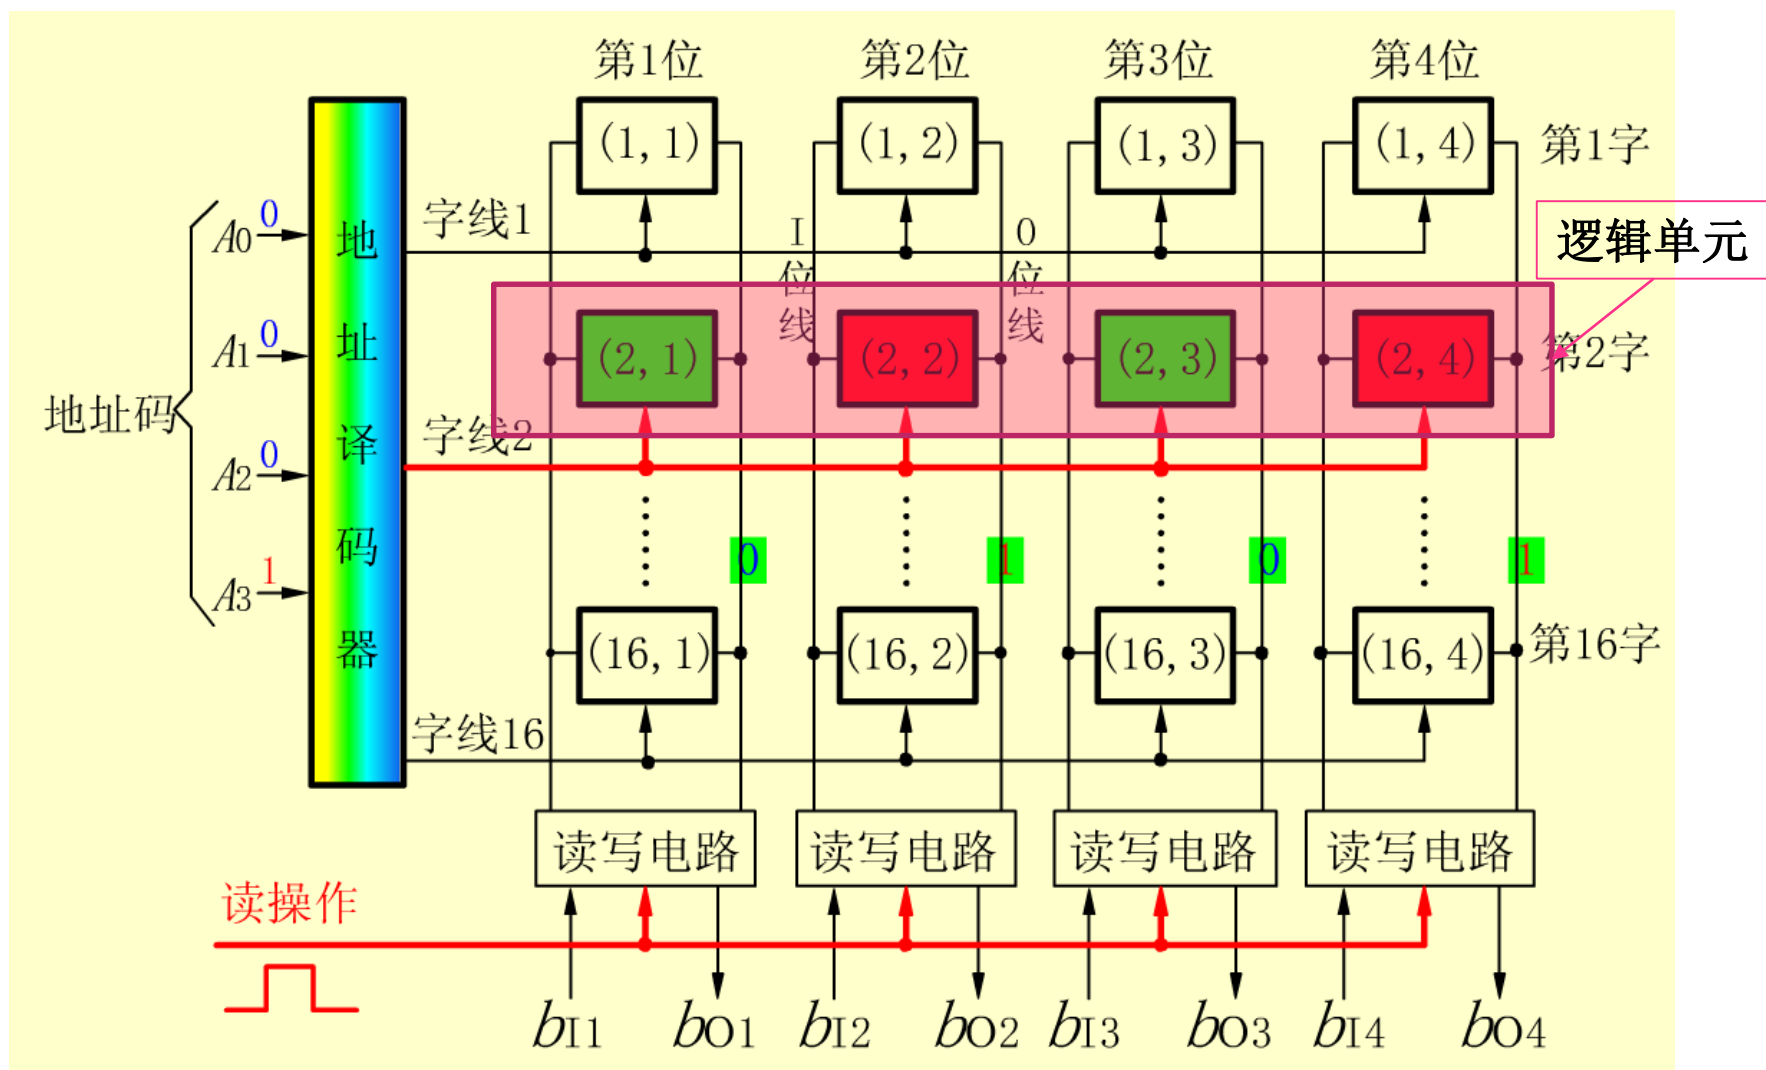 第1位 第2位 第3位 第4位
(1, 1) (1, 2) (1, 3) (1, 4) 第1字
字线1
I位线 O位线
逻辑单元
A0 0
(2, 1) (2, 2) (2, 3) (2, 4) 第2字
A1 0
地址码
字线2
A2 0
0 1 0 1
A3 1
地址译码器
(16, 1) (16, 2) (16, 3) (16, 4) 第16字
字线16
读写电路 读写电路 读写电路 读写电路
读操作
bI1 bO1 bI2 bO2 bI3 bO3 bI4 bO4